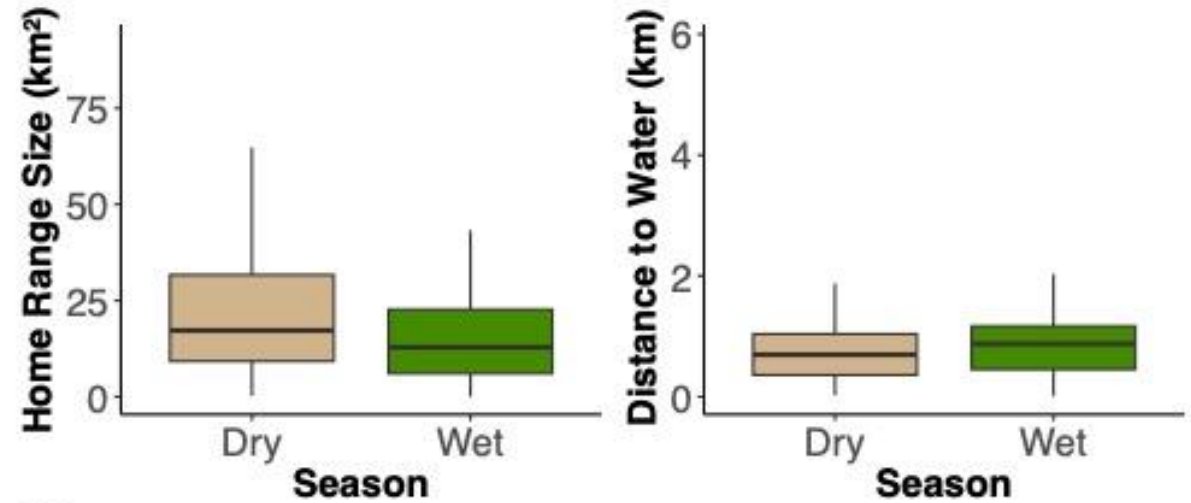 Home Range Size (km²)
75
50
25
0
Dry Wet
Season
Distance to Water (km)
6
4
2
0
Dry Wet
Season